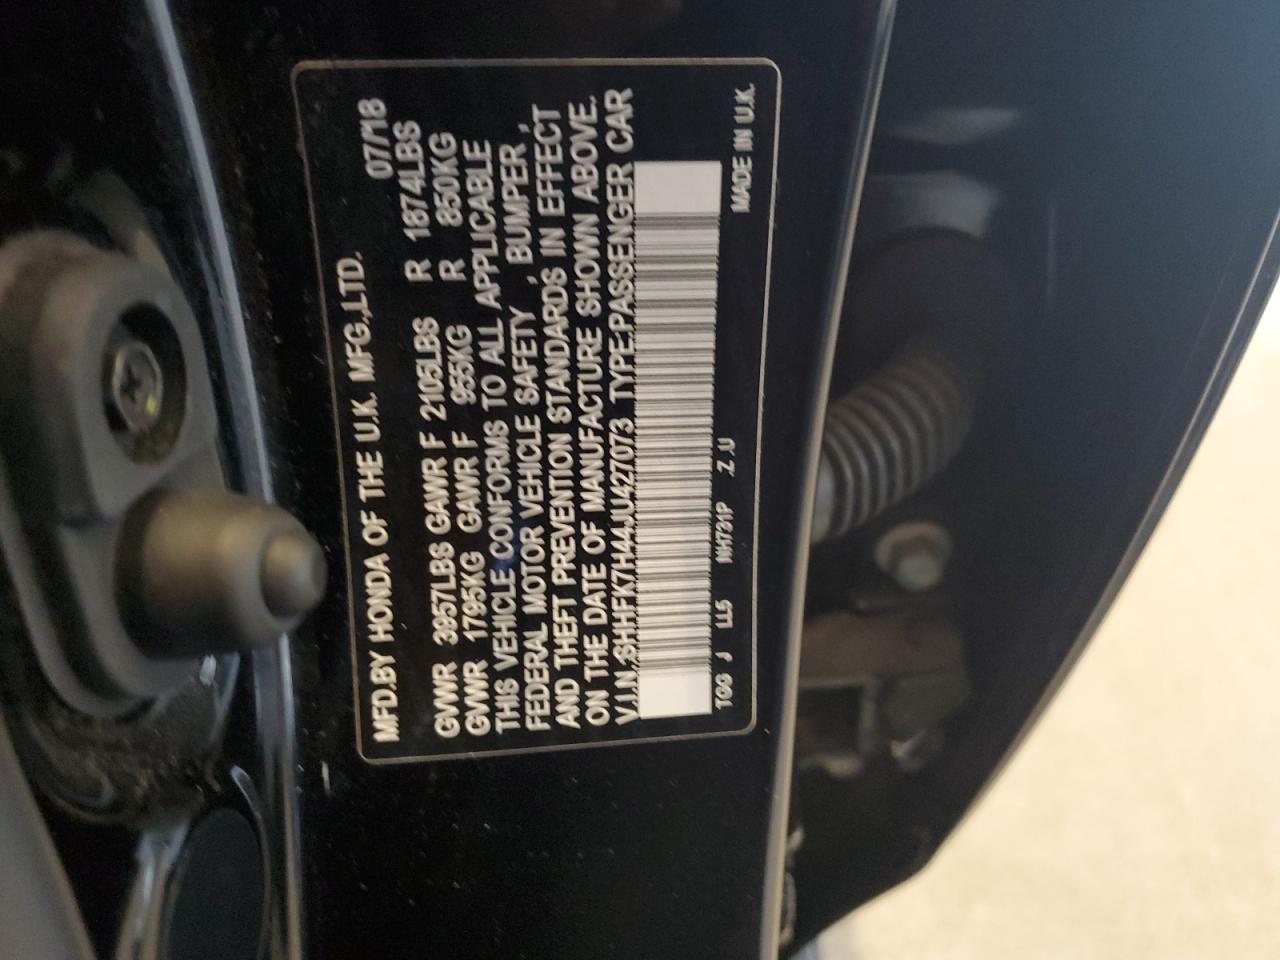 MFD.BY HONDA OF THE U.K. MFG.,LTD. 07/18
GVWR 3957LBS GAWR F 2105LBS R 1874LBS
GVWR 1795KG GAWR F 955KG R 850KG
THIS VEHICLE CONFORMS TO ALL APPLICABLE
FEDERAL MOTOR VEHICLE SAFETY , BUMPER ,
AND THEFT PREVENTION STANDARDS IN EFFECT
ON THE DATE OF MANUFACTURE SHOWN ABOVE.
V.I.N.SHHFK7H44JU427073 TYPE:PASSENGER CAR
TGG J LL5 NH731P .Z .U MADE IN U.K.